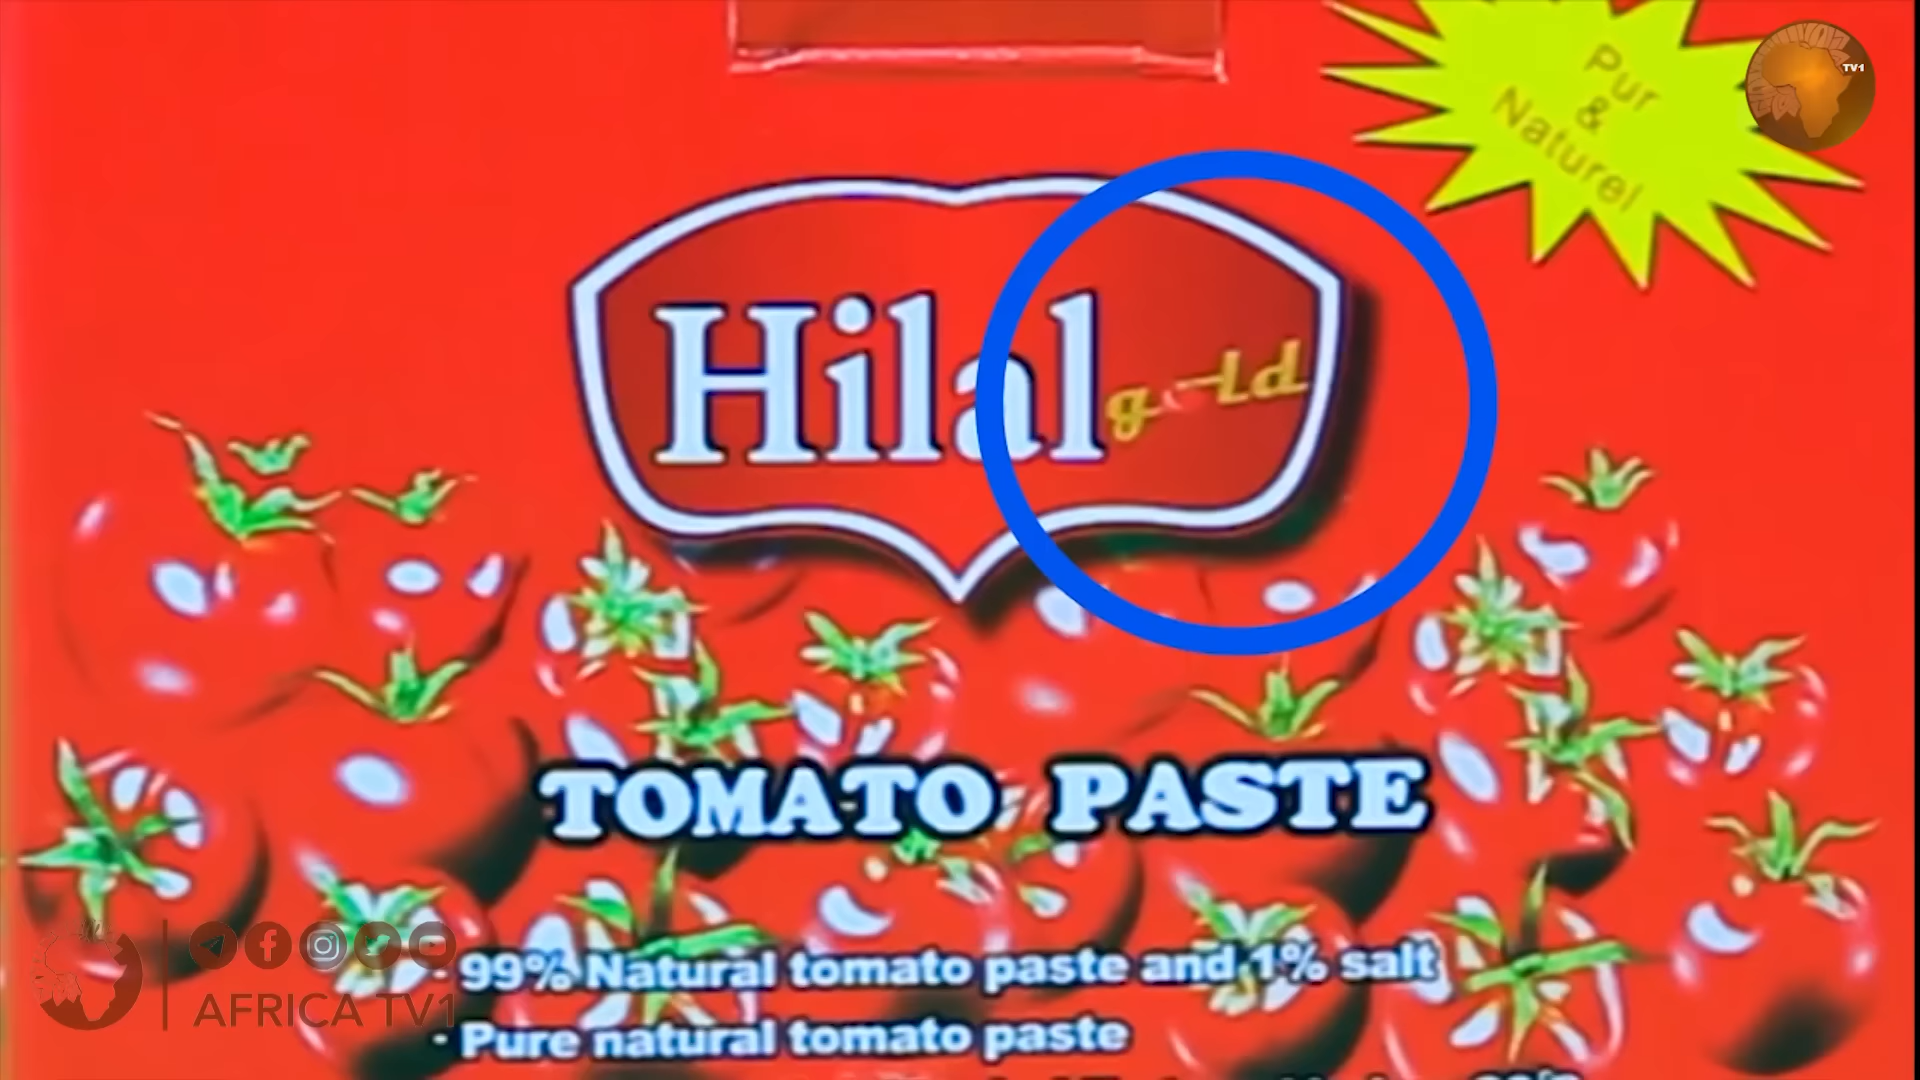 Pur
&
Naturel
TV1
Hilal
gold
TOMATO PASTE
- 99% Natural tomato paste and 1% salt
- Pure natural tomato paste
AFRICA TV1